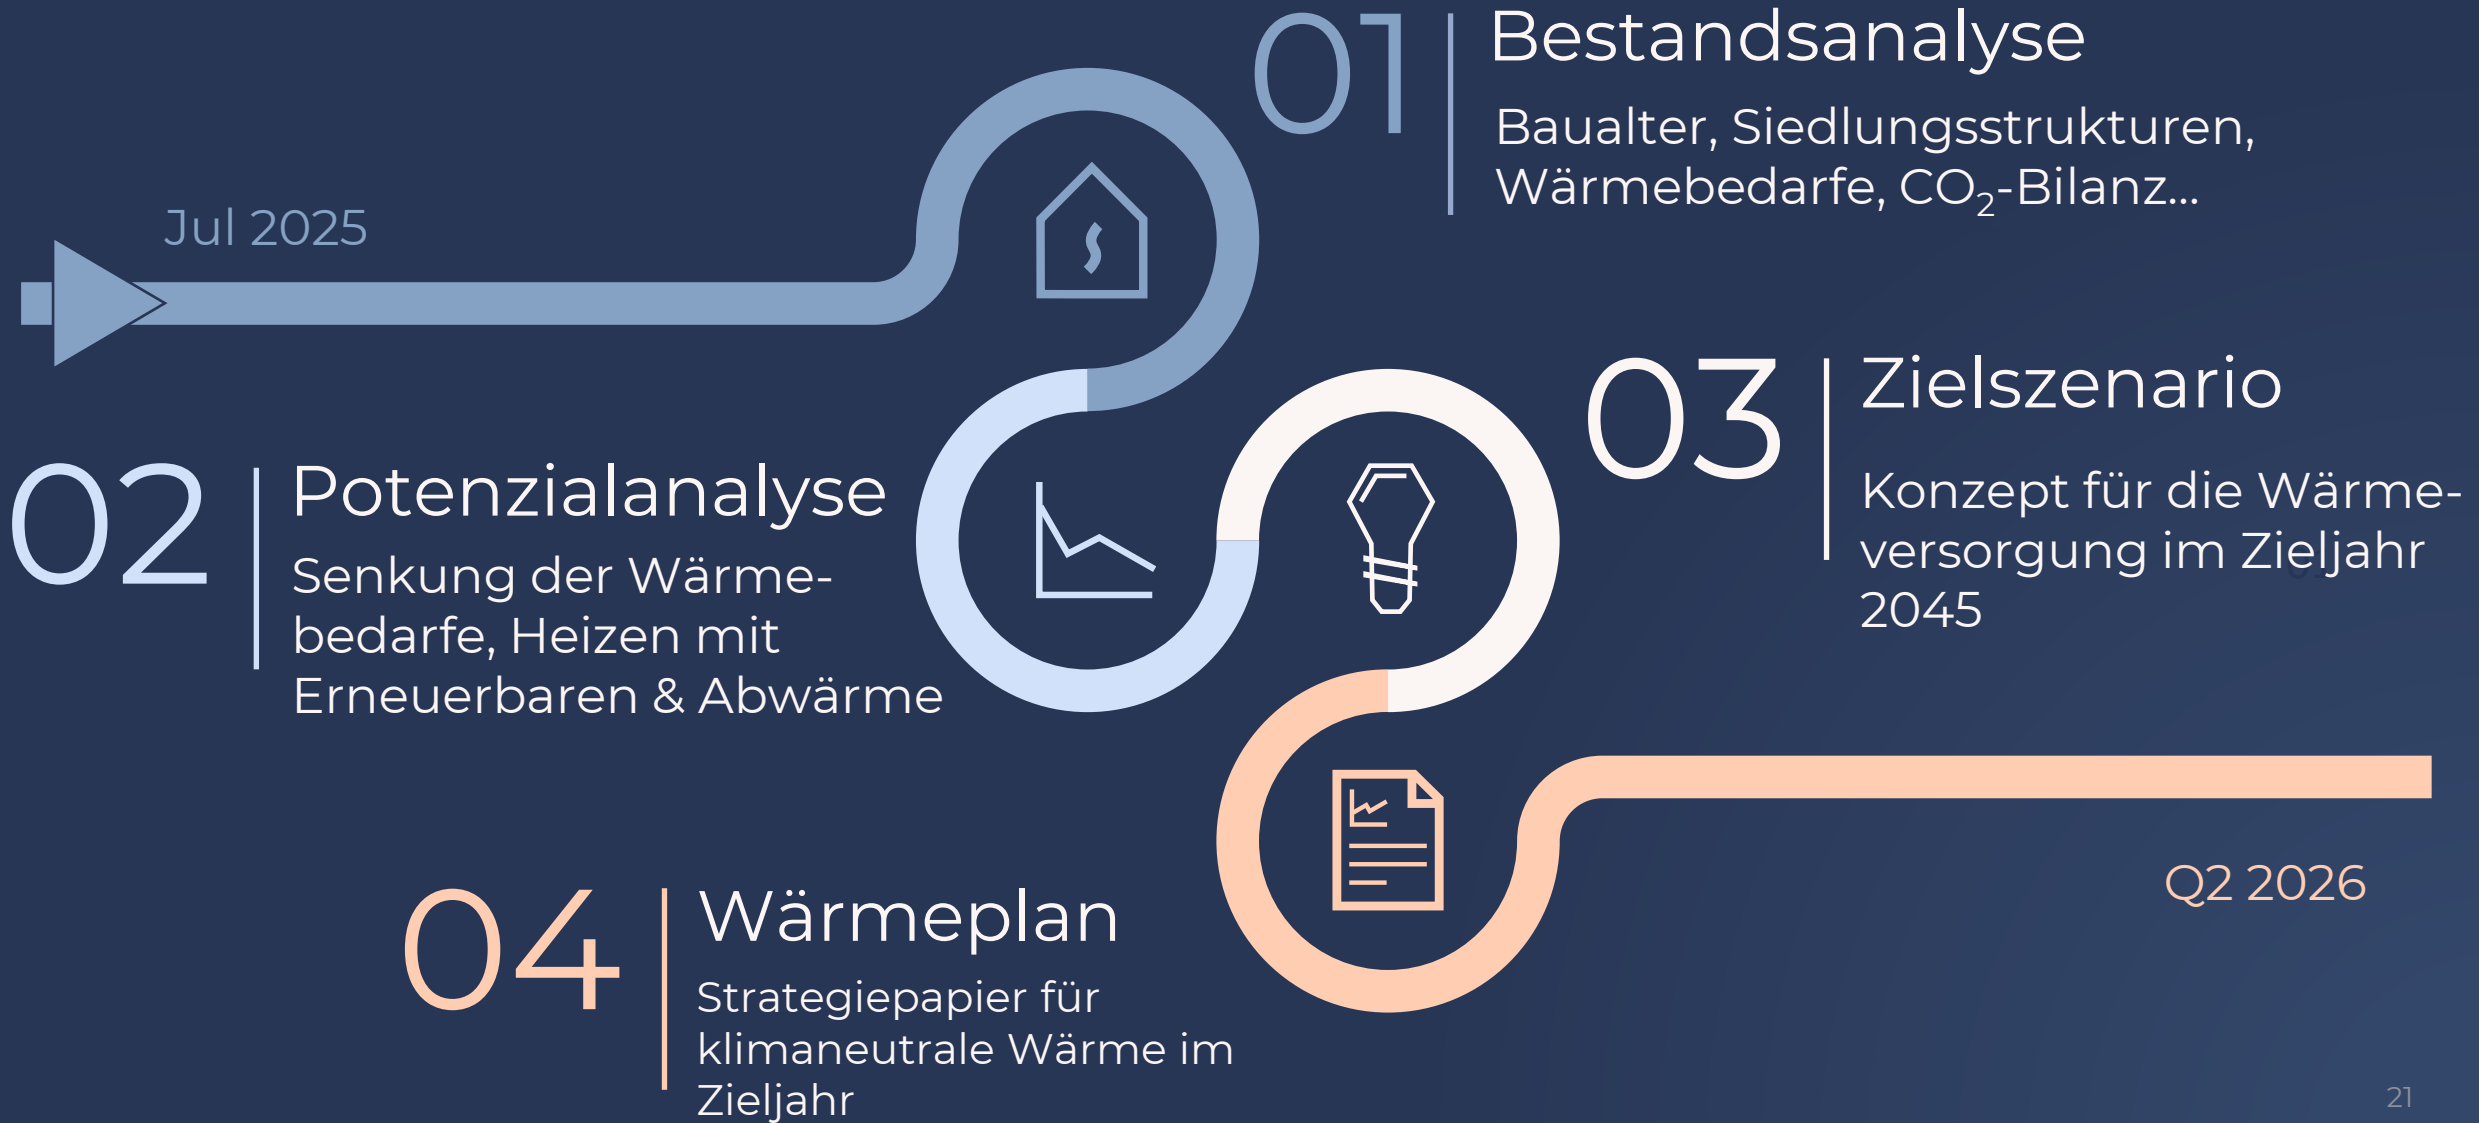 01
Bestandsanalyse
Baualter, Siedlungsstrukturen,
Wärmebedarfe, CO₂-Bilanz...
Jul 2025
02
Potenzialanalyse
Senkung der Wärme-
bedarfe, Heizen mit
Erneuerbaren & Abwärme
03
Zielszenario
Konzept für die Wärme-
versorgung im Zieljahr
2045
04
Wärmeplan
Strategiepapier für
klimaneutrale Wärme im
Zieljahr
Q2 2026
21